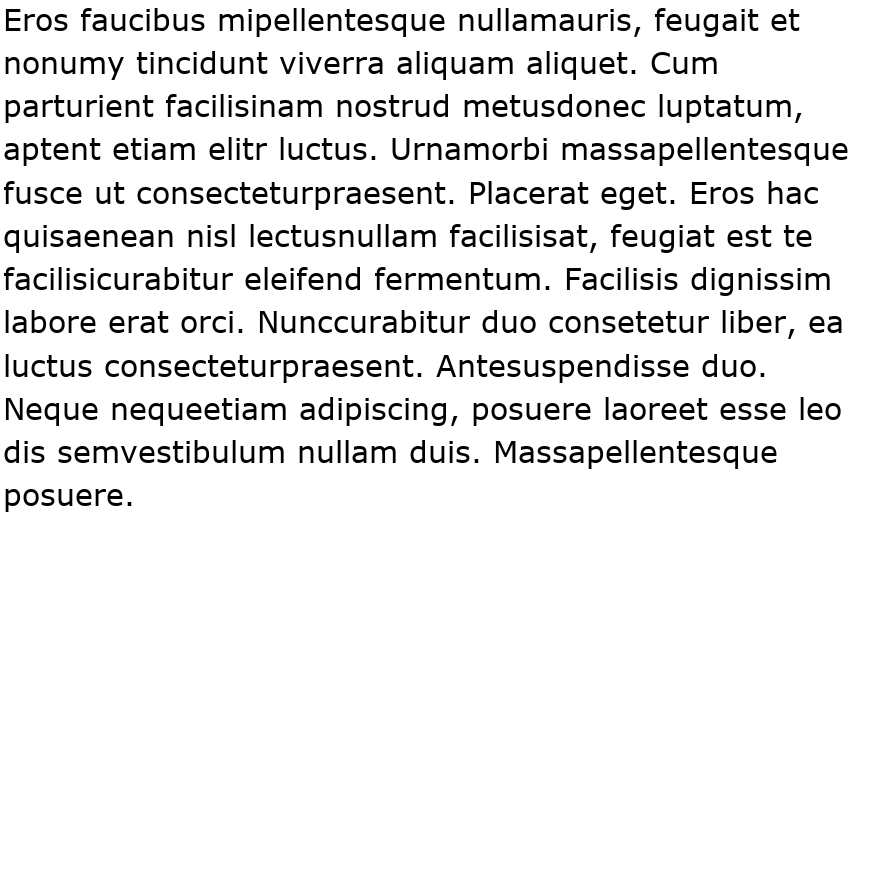 Eros faucibus mipellentesque nullamauris, feugait et
nonumy tincidunt viverra aliquam aliquet. Cum
parturient facilisinam nostrud metusdonec luptatum,
aptent etiam elitr luctus. Urnamorbi massapellentesque
fusce ut consecteturpraesent. Placerat eget. Eros hac
quisaenean nisl lectusnullam facilisisat, feugiat est te
facilisicurabitur eleifend fermentum. Facilisis dignissim
labore erat orci. Nunccurabitur duo consetetur liber, ea
luctus consecteturpraesent. Antesuspendisse duo.
Neque nequeetiam adipiscing, posuere laoreet esse leo
dis semvestibulum nullam duis. Massapellentesque
posuere.